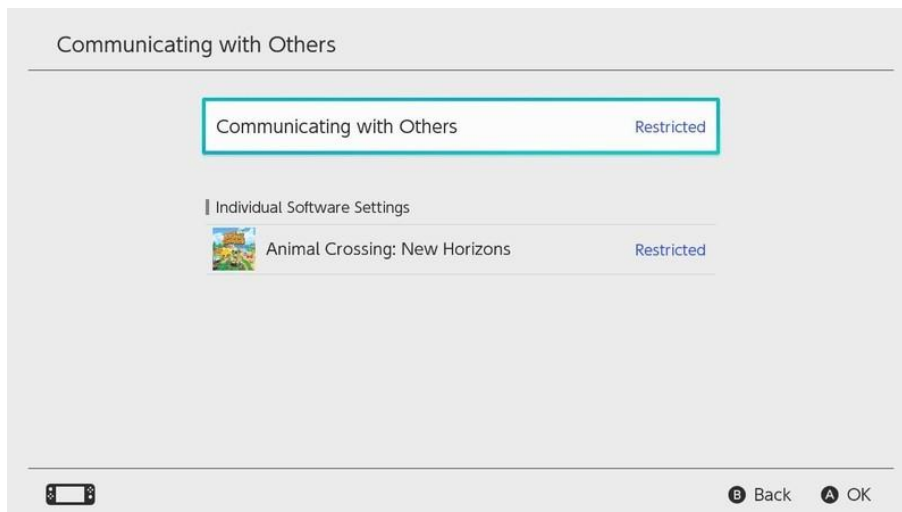 Communicating with Others
Communicating with Others Restricted
Individual Software Settings
Animal Crossing: New Horizons Restricted
B Back A OK